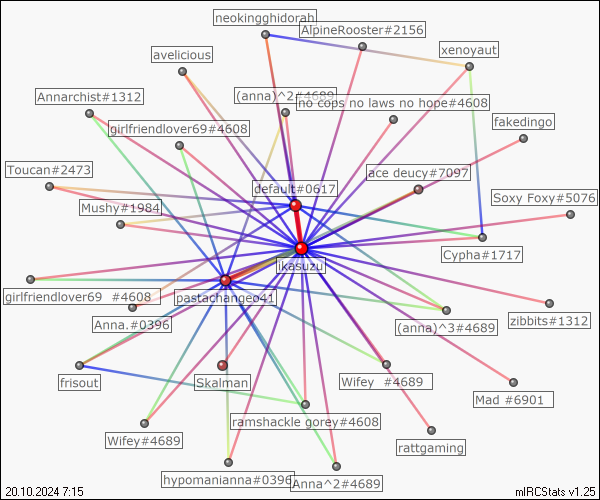 neokingghidorah
AlpineRooster#2156
xenoyaut
avelicious
Annarchist#1312
(anna)^2#4689
no cops no laws no hope#4608
fakedingo
girlfriendlover69#4608
Toucan#2473
ace deucy#7097
default#0617
Soxy Foxy#5076
Mushy#1984
Cypha#1717
ikasuzu
pastachangeo41
girlfriendlover69 #4608
Anna.#0396
(anna)^3#4689
zibbits#1312
frisout
Skalman
Wifey #4689
Mad #6901
ramshackle gorey#4608
Wifey#4689
rattgaming
hypomanianna#0396
Anna^2#4689
20.10.2024 7:15
mIRCStats v1.25